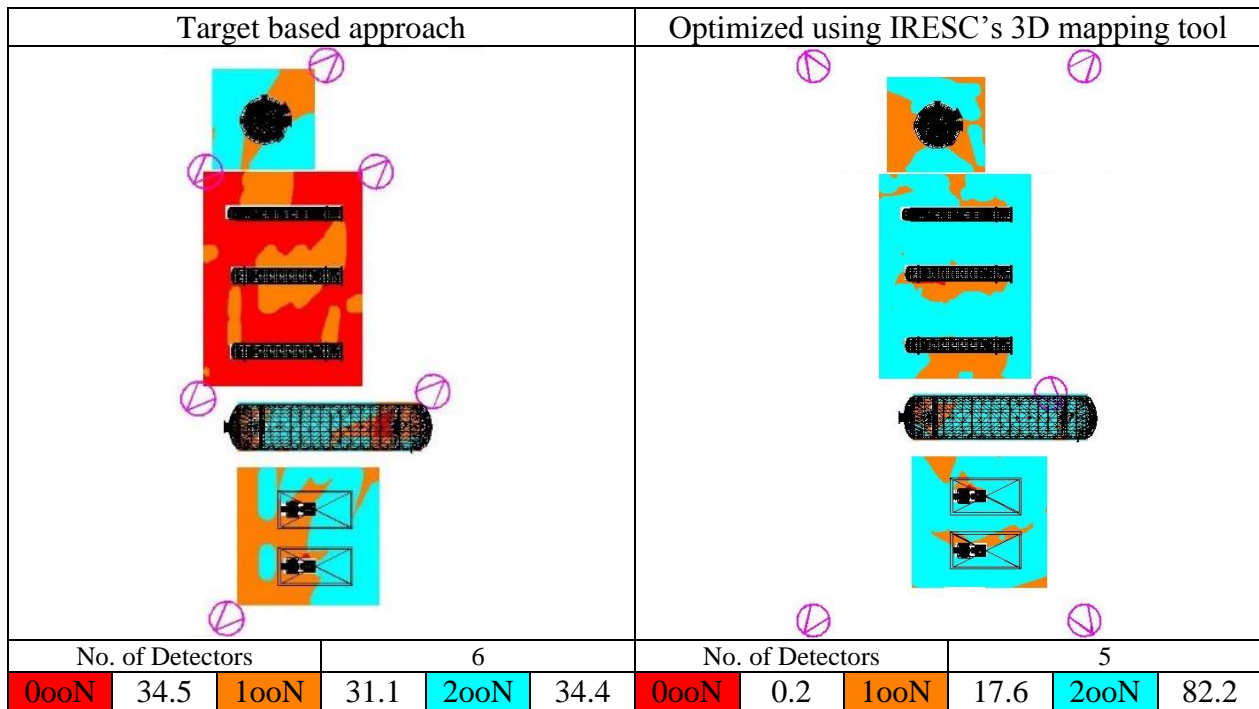 Target based approach
Optimized using IRESC's 3D mapping tool
No. of Detectors 6
No. of Detectors 5
0ooN 34.5 1ooN 31.1 2ooN 34.4
0ooN 0.2 1ooN 17.6 2ooN 82.2